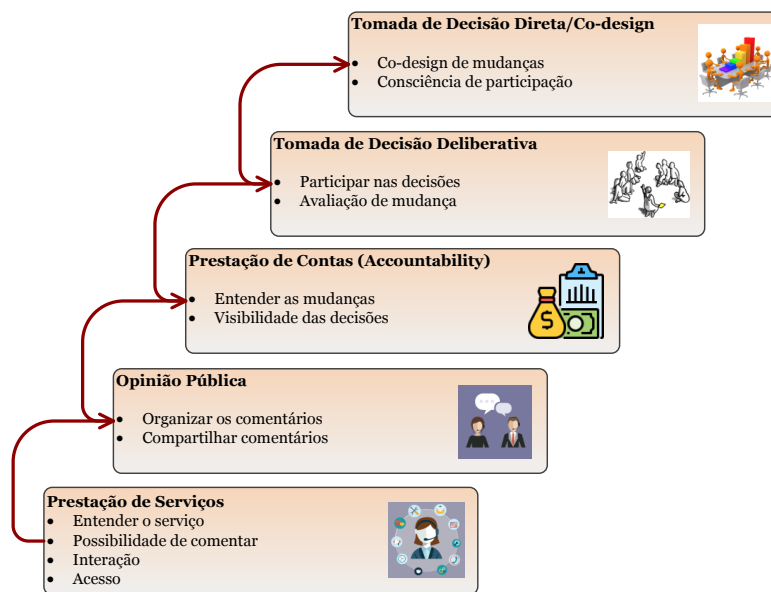 Tomada de Decisão Direta/Co-design
• Co-design de mudanças
• Consciência de participação
Tomada de Decisão Deliberativa
• Participar nas decisões
• Avaliação de mudança
Prestação de Contas (Accountability)
• Entender as mudanças
• Visibilidade das decisões
Opinião Pública
• Organizar os comentários
• Compartilhar comentários
Prestação de Serviços
• Entender o serviço
• Possibilidade de comentar
• Interação
• Acesso